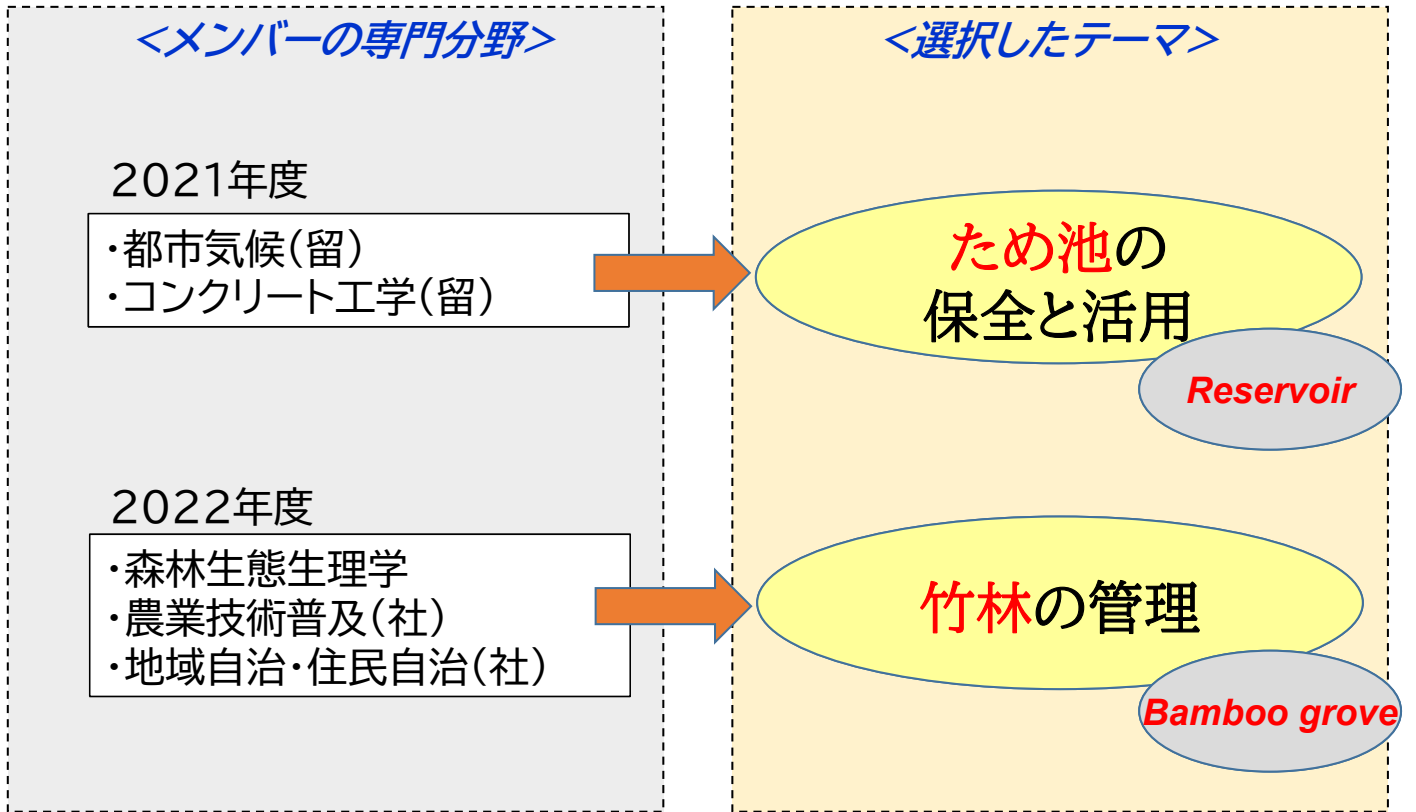 <メンバーの専門分野>
2021年度
・都市気候(留)
・コンクリート工学(留)
2022年度
・森林生態生理学
・農業技術普及(社)
・地域自治・住民自治(社)
<選択したテーマ>
ため池の
保全と活用
Reservoir
竹林の管理
Bamboo grove